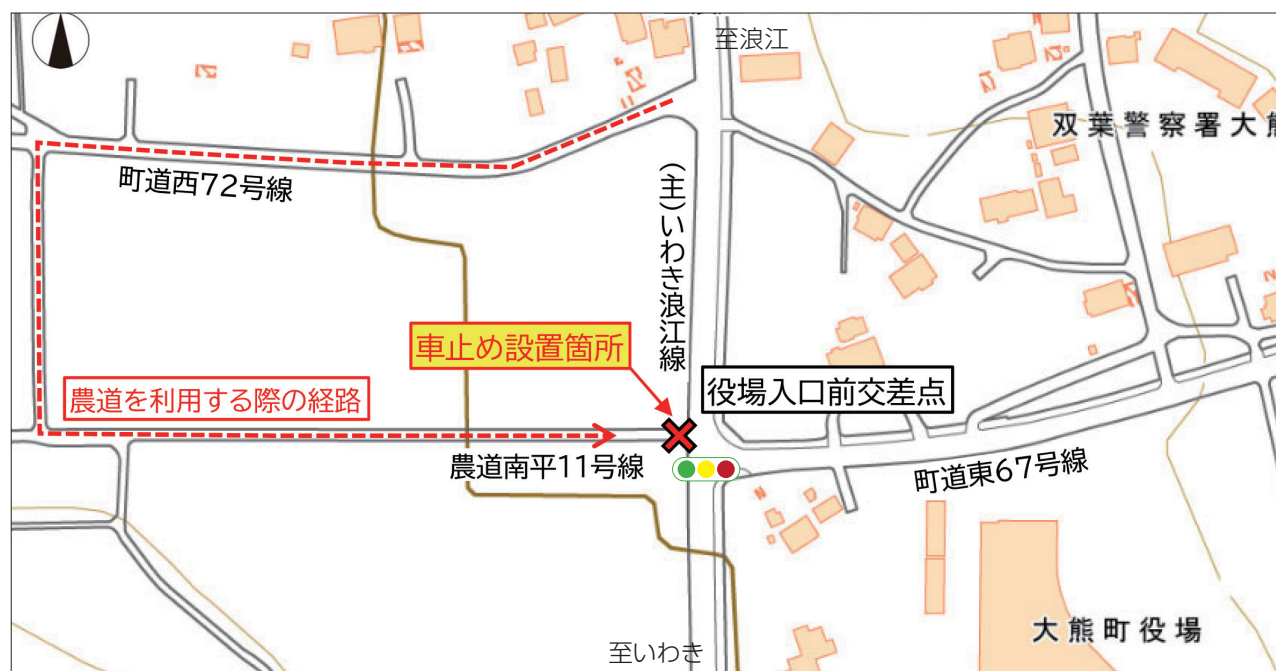 至浪江
双葉警察署大熊
町道西72号線
(主)いわき浪江線
車止め設置箇所
農道を利用する際の経路
役場入口前交差点
農道南平11号線
町道東67号線
大熊町役場
至いわき